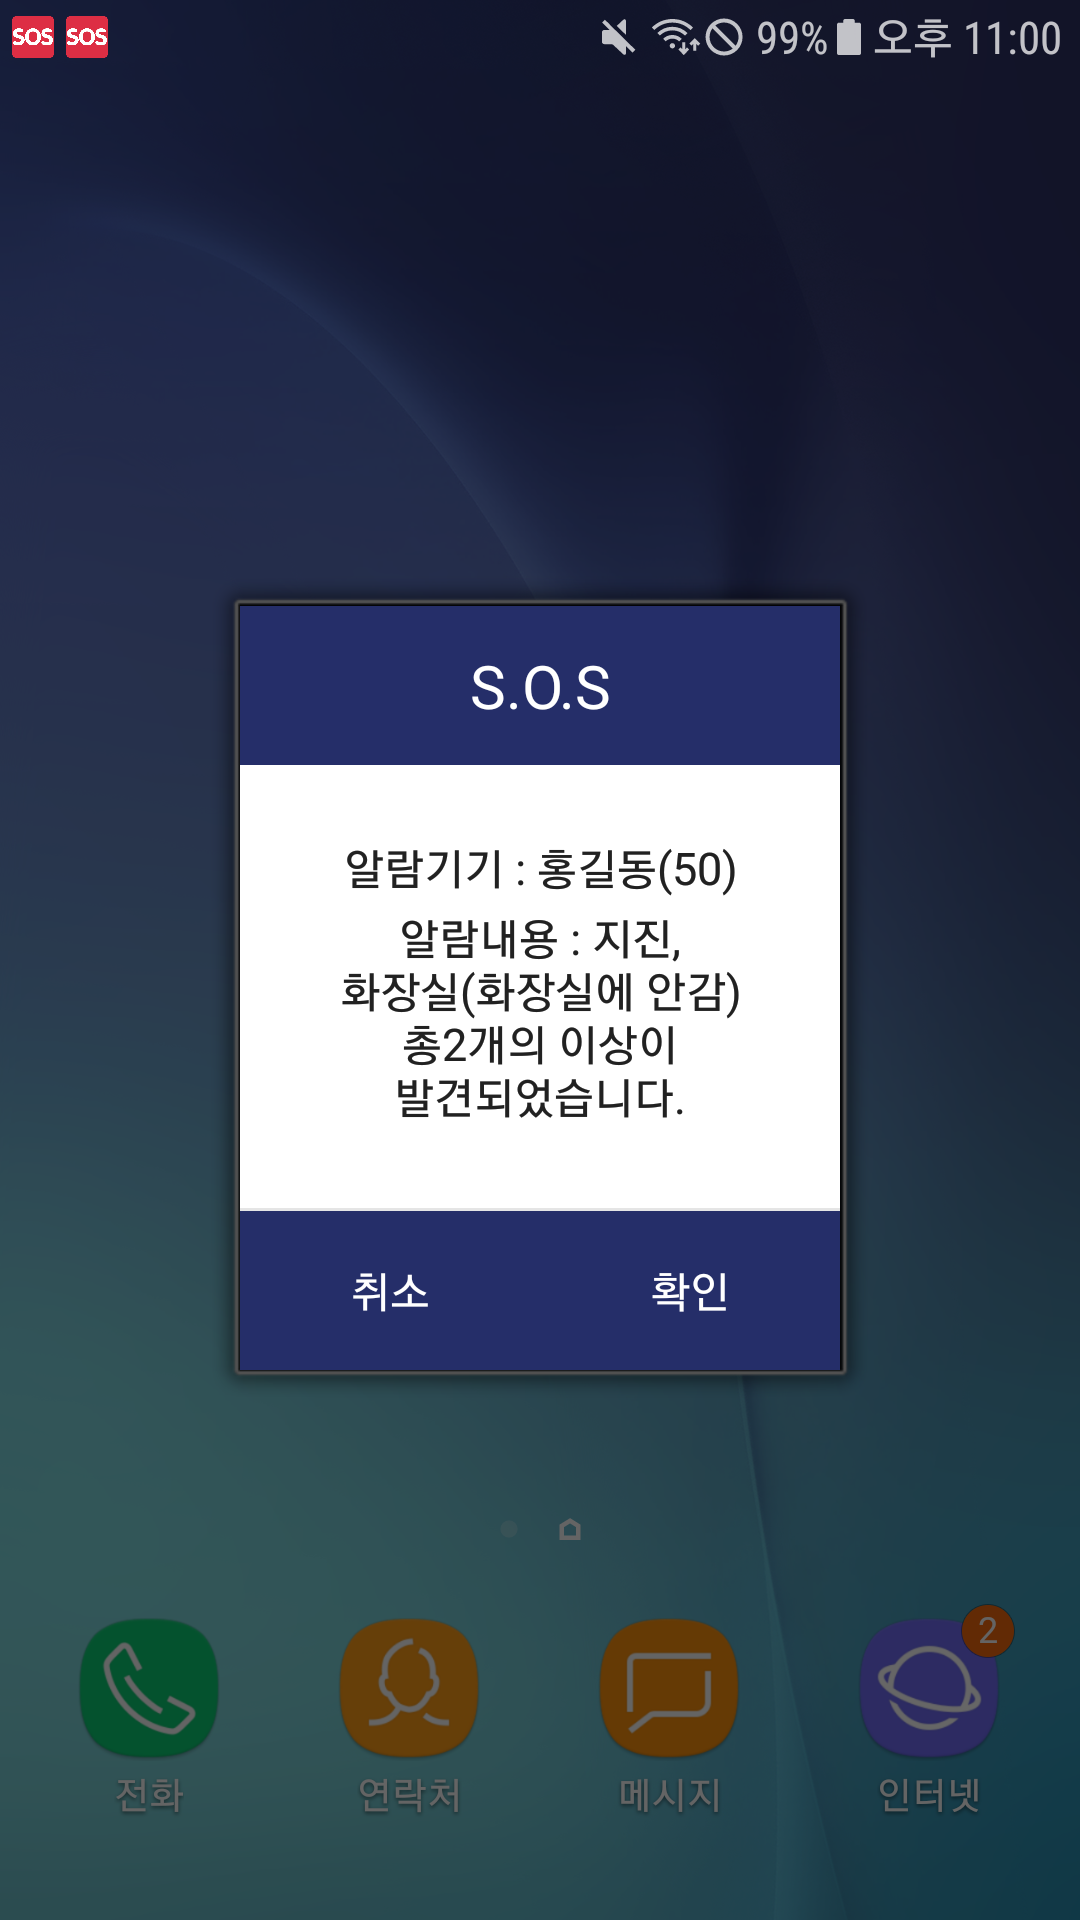 SOS SOS 99% 오후 11:00
S.O.S
알람기기 : 홍길동(50)
알람내용 : 지진,
화장실(화장실에 안감)
총2개의 이상이
발견되었습니다.
취소 확인
2
전화 연락처 메시지 인터넷